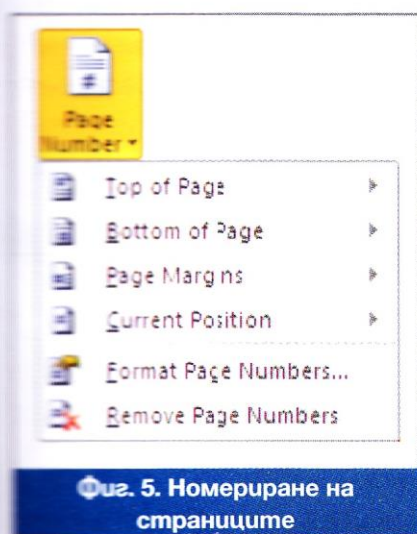 Page
Number
Top of Page
Bottom of Page
Page Margins
Current Position
Format Page Numbers...
Remove Page Numbers
Фиг. 5. Номериране на
страниците